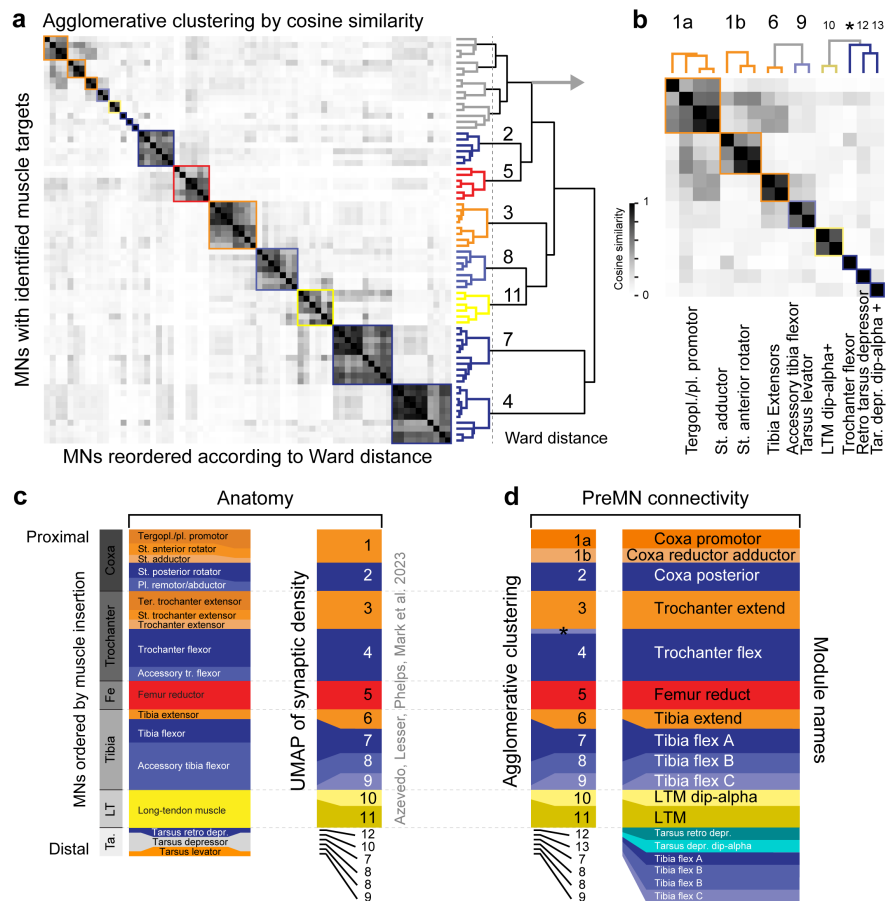 a
Agglomerative clustering by cosine similarity
MNs with identified muscle targets
MNs reordered according to Ward distance
2
5
3
8
11
7
4
Ward distance
b
1a
1b
6
9
10
*
12
13
1
Cosine similarity
0
Tergopl./pl. promotor
St. adductor
St. anterior rotator
Tibia Extensors
Accessory tibia flexor
Tarsus levator
LTM dip-alpha+
Trochanter flexor
Retro tarsus depressor
Tar. depr. dip-alpha +
c
Anatomy
Proximal
Distal
MNs ordered by muscle insertion
Coxa
Trochanter
Fe
Tibia
LT
Ta.
Tergopl./pl. promotor
St. anterior rotator
St. adductor
St. posterior rotator
Pl. remotor/abductor
Ter. trochanter extensor
St. trochanter extensor
Trochanter extensor
Trochanter flexor
Accessory tr. flexor
Femur reductor
Tibia extensor
Tibia flexor
Accessory tibia flexor
Long-tendon muscle
Tarsus retro depr.
Tarsus depressor
Tarsus levator
UMAP of synaptic density
1
2
3
4
5
6
7
8
9
10
11
12
10
7
8
8
9
Azevedo, Lesser, Phelps, Mark et al. 2023
d
PreMN connectivity
Agglomerative clustering
1a
1b
2
3
*
4
5
6
7
8
9
10
11
12
13
7
8
8
9
Coxa promotor
Coxa reductor adductor
Coxa posterior
Trochanter extend
Trochanter flex
Femur reduct
Tibia extend
Tibia flex A
Tibia flex B
Tibia flex C
LTM dip-alpha
LTM
Tarsus retro depr.
Tarsus depr. dip-alpha
Tibia flex A
Tibia flex B
Tibia flex B
Tibia flex C
Module names